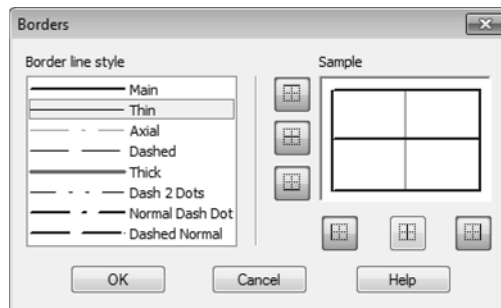 Borders
Border line style
Sample
Main
Thin
Axial
Dashed
Thick
Dash 2 Dots
Normal Dash Dot
Dashed Normal
OK
Cancel
Help